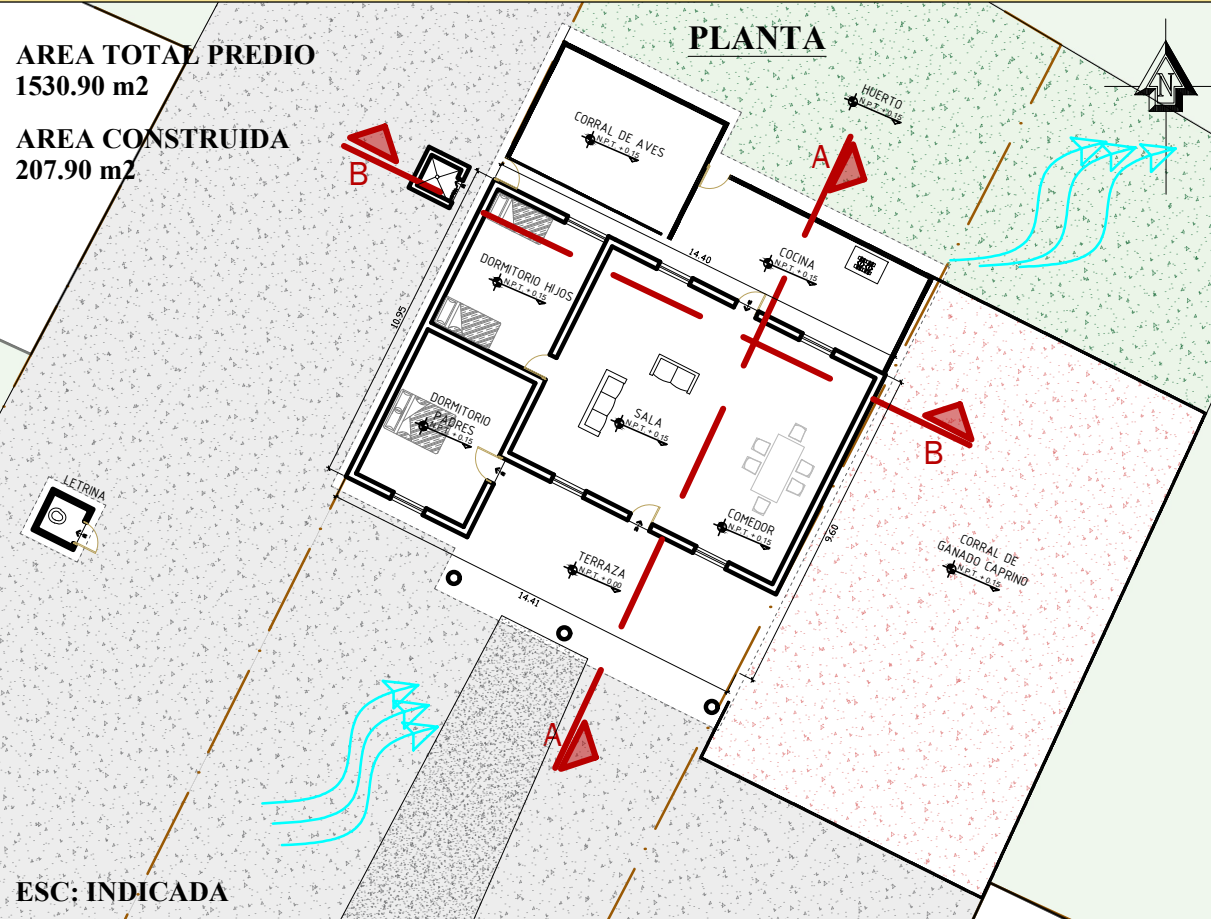 PLANTA
AREA TOTAL PREDIO
1530.90 m2
AREA CONSTRUIDA
207.90 m2
N
HUERTO
N.P.T. +0.15
CORRAL DE AVES
N.P.T. +0.15
A
B
14.40
COCINA
N.P.T. +0.15
DORMITORIO HIJOS
N.P.T. +0.15
10.95
DORMITORIO
PADRES
N.P.T. +0.15
SALA
N.P.T. +0.15
B
LETRINA
COMEDOR
N.P.T. +0.15
9.60
CORRAL DE
GANADO CAPRINO
N.P.T. +0.15
TERRAZA
N.P.T. +0.00
14.41
A
ESC: INDICADA